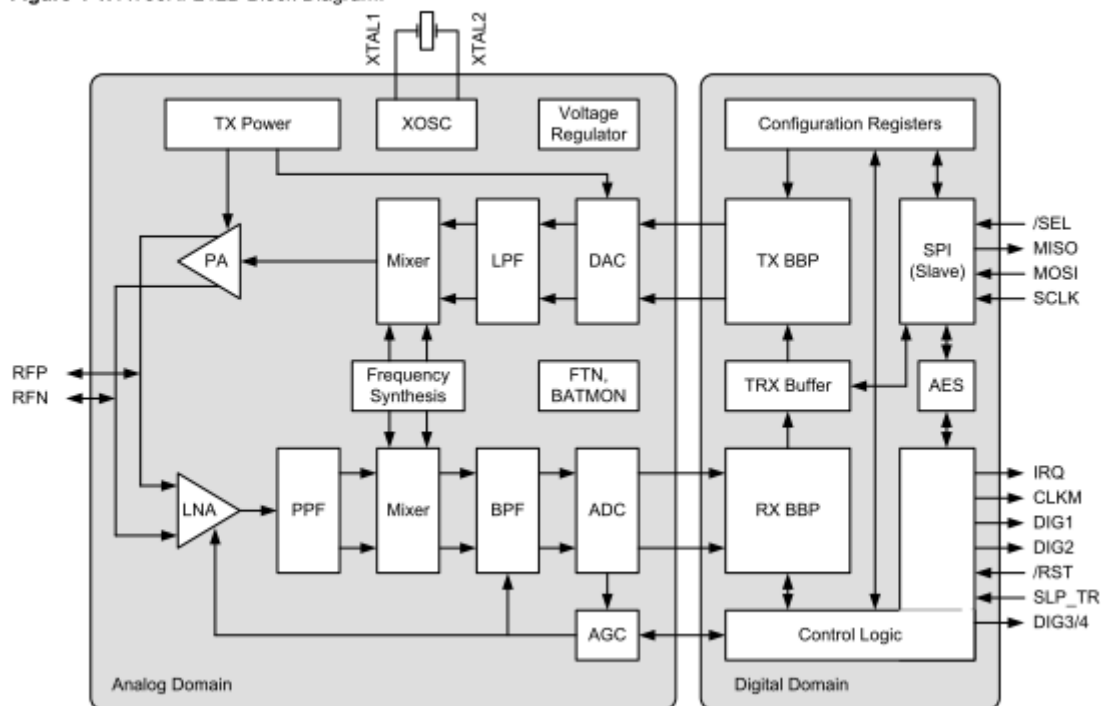 XTAL1
XTAL2
TX Power
XOSC
Voltage
Regulator
Configuration Registers
PA
Mixer
LPF
DAC
TX BBP
SPI
(Slave)
/SEL
MISO
MOSI
SCLK
RFP
RFN
Frequency
Synthesis
FTN,
BATMON
TRX Buffer
AES
LNA
PPF
Mixer
BPF
ADC
RX BBP
IRQ
CLKM
DIG1
DIG2
/RST
SLP_TR
DIG3/4
AGC
Control Logic
Analog Domain
Digital Domain